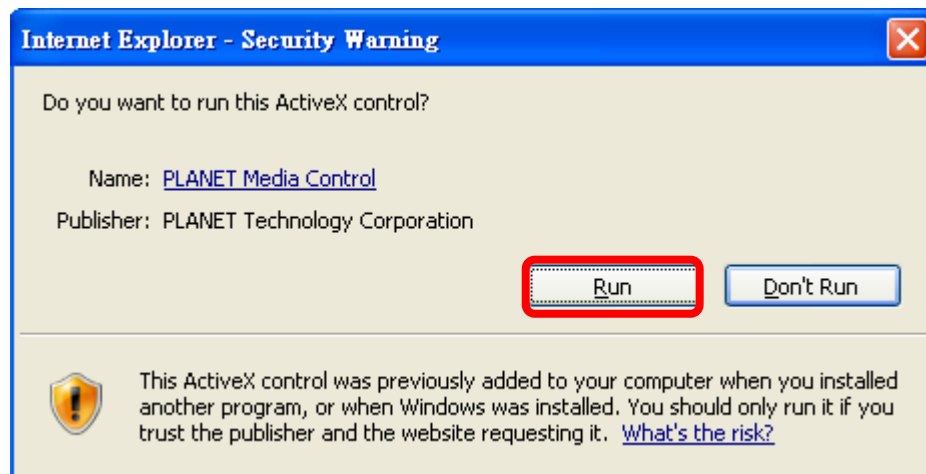 Internet Explorer - Security Warning
Do you want to run this ActiveX control?
Name: PLANET Media Control
Publisher: PLANET Technology Corporation
Run Don't Run
This ActiveX control was previously added to your computer when you installed
another program, or when Windows was installed. You should only run it if you
trust the publisher and the website requesting it. What's the risk?